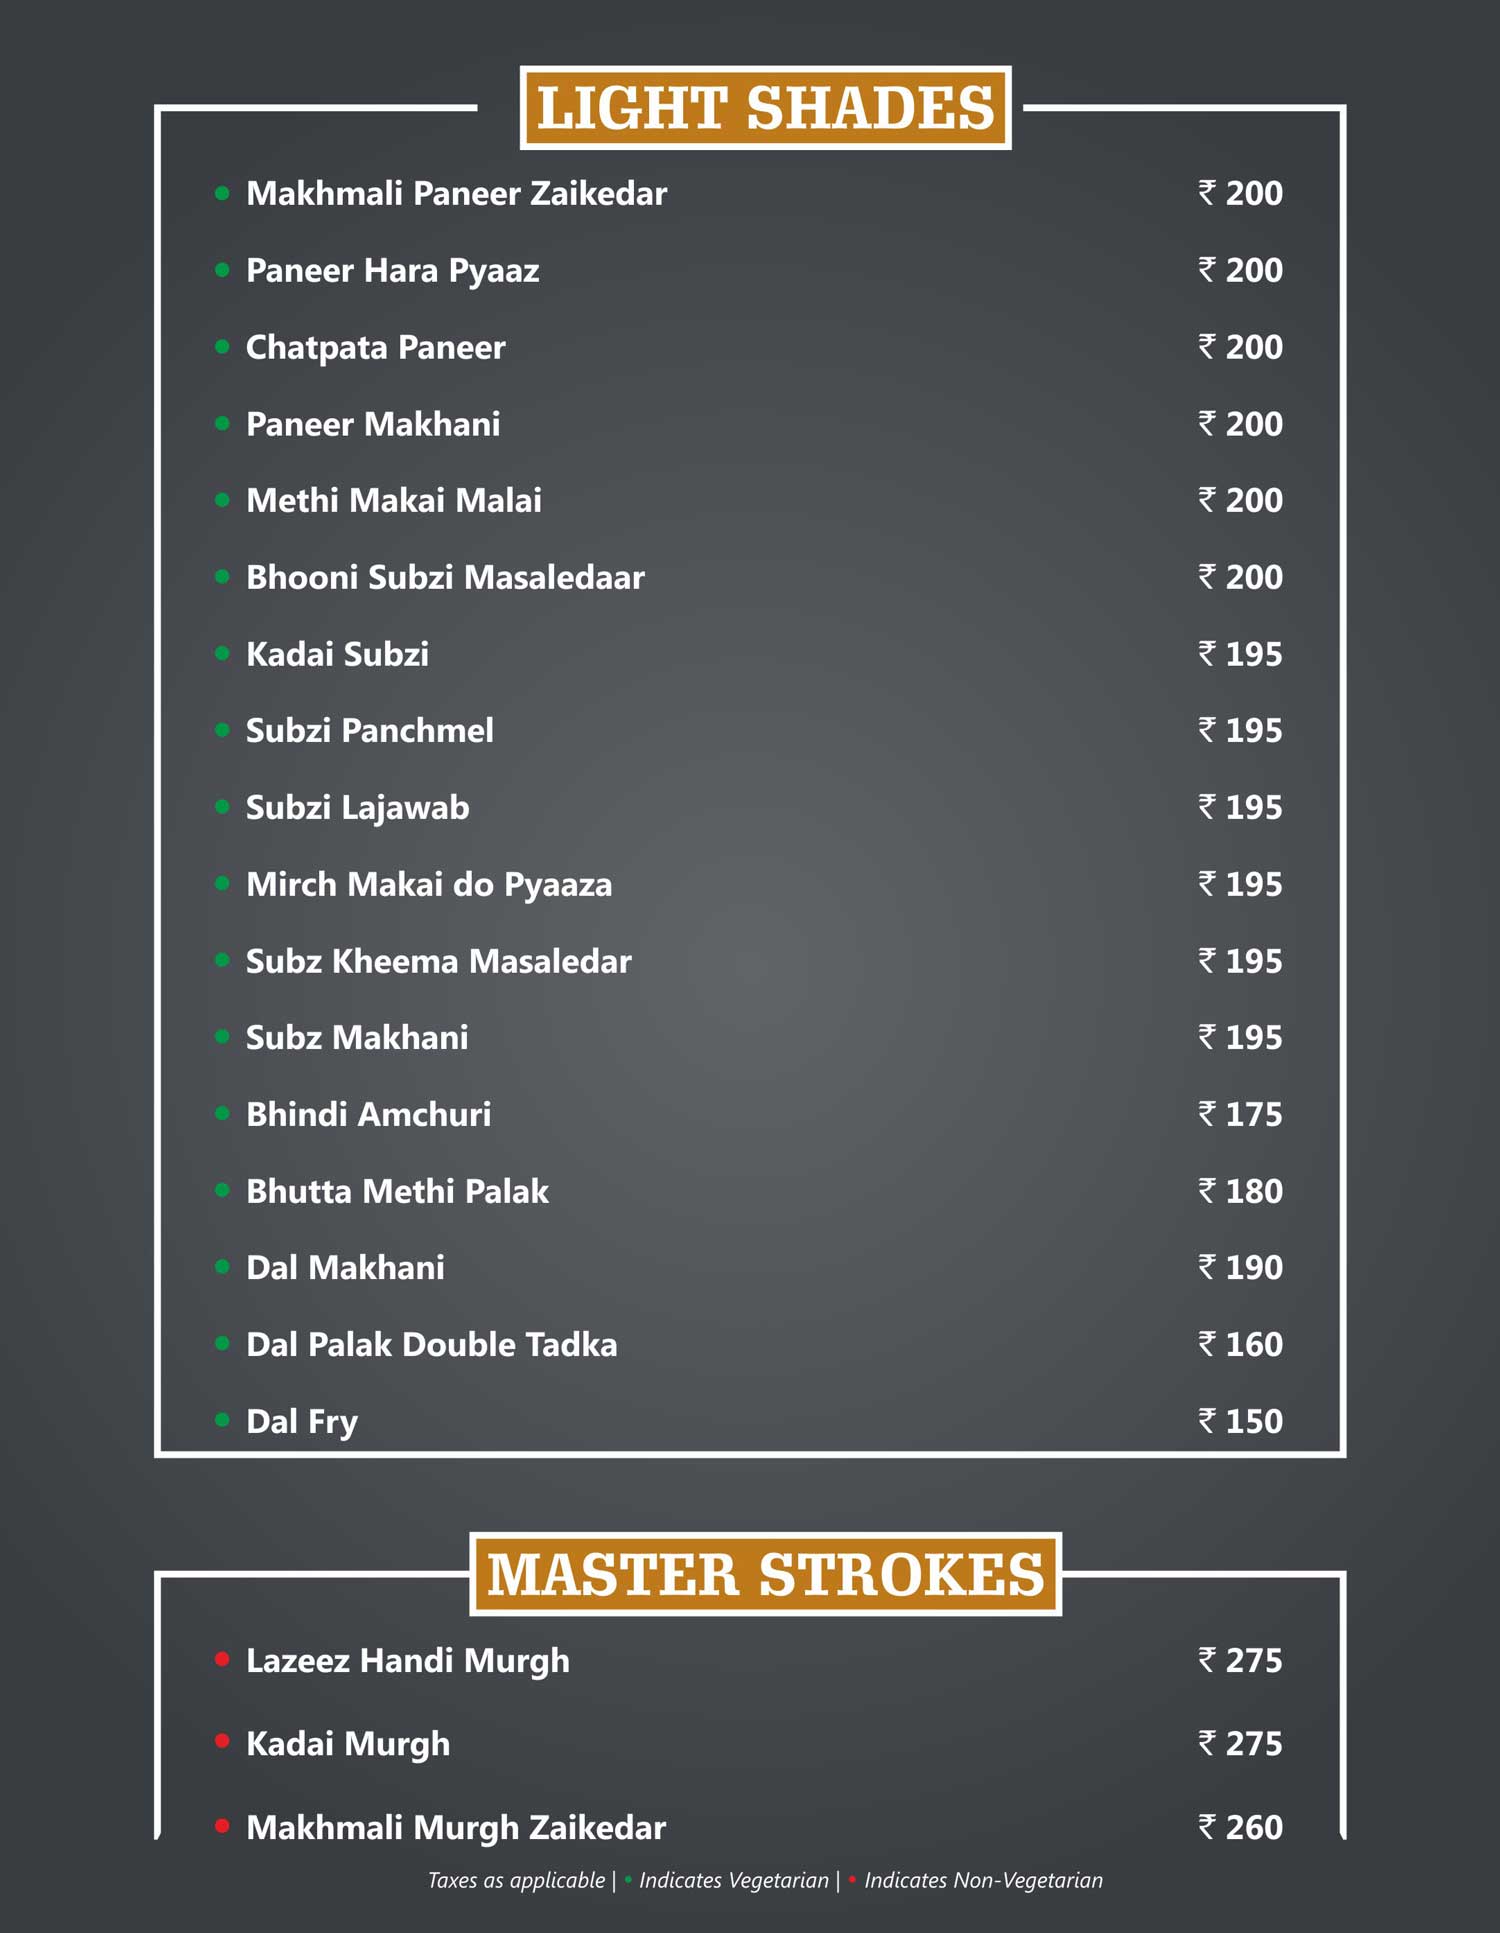 LIGHT SHADES
Makhmali Paneer Zaikedar ₹ 200
Paneer Hara Pyaaz ₹ 200
Chatpata Paneer ₹ 200
Paneer Makhani ₹ 200
Methi Makai Malai ₹ 200
Bhooni Subzi Masaledaar ₹ 200
Kadai Subzi ₹ 195
Subzi Panchmel ₹ 195
Subzi Lajawab ₹ 195
Mirch Makai do Pyaaza ₹ 195
Subz Kheema Masaledar ₹ 195
Subz Makhani ₹ 195
Bhindi Amchuri ₹ 175
Bhutta Methi Palak ₹ 180
Dal Makhani ₹ 190
Dal Palak Double Tadka ₹ 160
Dal Fry ₹ 150
MASTER STROKES
Lazeez Handi Murgh ₹ 275
Kadai Murgh ₹ 275
Makhmali Murgh Zaikedar ₹ 260
Taxes as applicable | • Indicates Vegetarian | • Indicates Non-Vegetarian